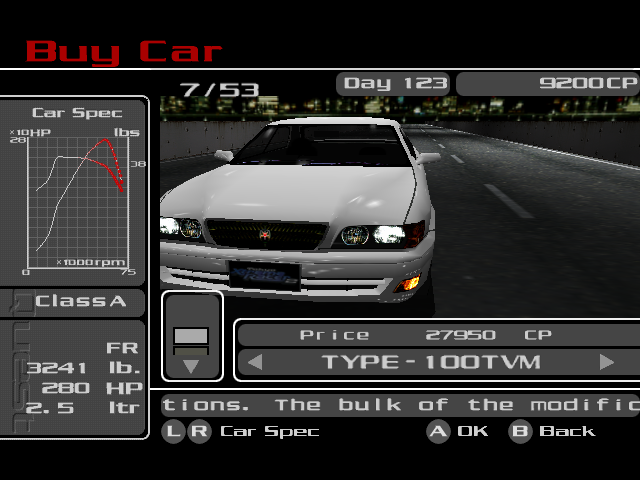 Buy Car
7/53
Day 123
9200CP
Car Spec
×10HP
lbs
28
38
×1000rpm
0
75
Class A
FR
3241 lb.
280 HP
2.5 ltr
Price 27950 CP
TYPE-100TVM
tions. The bulk of the modific
L R Car Spec
A OK
B Back